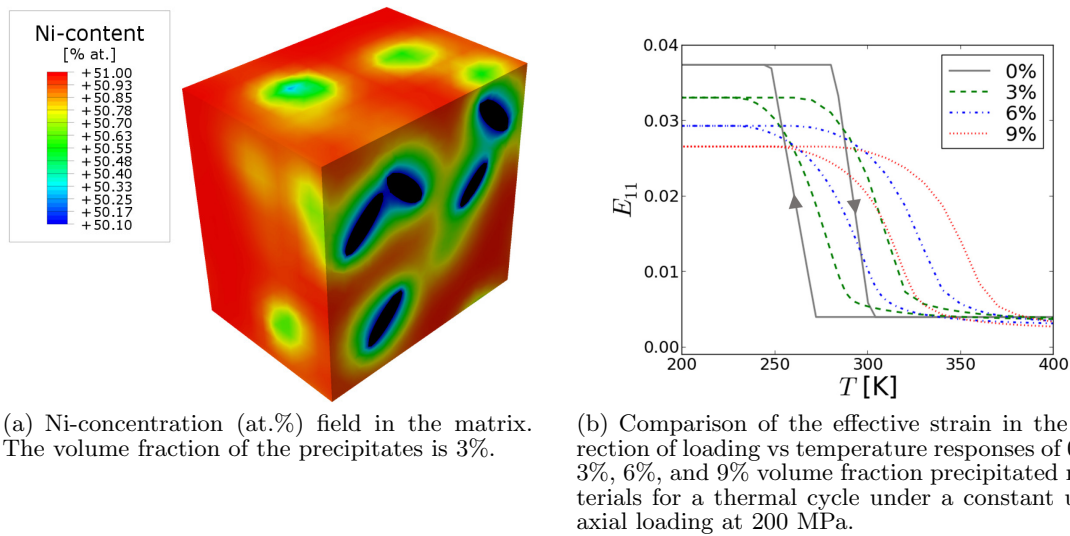 Ni-content
[% at.]
+51.00
+50.93
+50.85
+50.78
+50.70
+50.63
+50.55
+50.48
+50.40
+50.33
+50.25
+50.17
+50.10
0.04
0.03
0.02
0.01
0.00
E11
200
250
300
350
400
T [K]
0%
3%
6%
9%
(a) Ni-concentration (at.%) field in the matrix.
The volume fraction of the precipitates is 3%.
(b) Comparison of the effective strain in the
rection of loading vs temperature responses of
3%, 6%, and 9% volume fraction precipitated
terials for a thermal cycle under a constant
axial loading at 200 MPa.